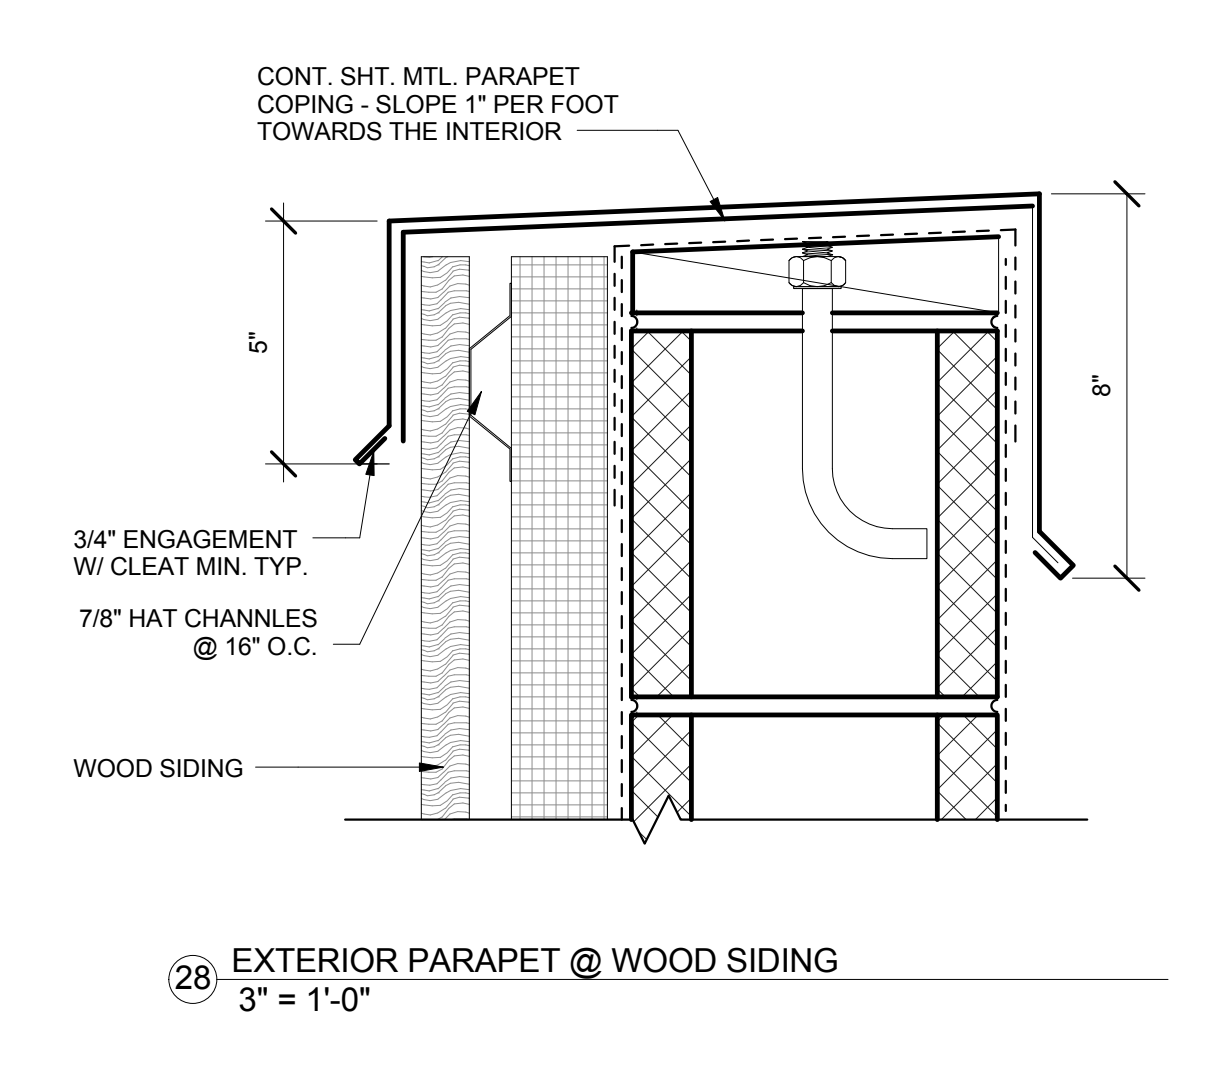 CONT. SHT. MTL. PARAPET
COPING - SLOPE 1" PER FOOT
TOWARDS THE INTERIOR
5"
8"
3/4" ENGAGEMENT
W/ CLEAT MIN. TYP.
7/8" HAT CHANNLES
@ 16" O.C.
WOOD SIDING
28
EXTERIOR PARAPET @ WOOD SIDING
3" = 1'-0"